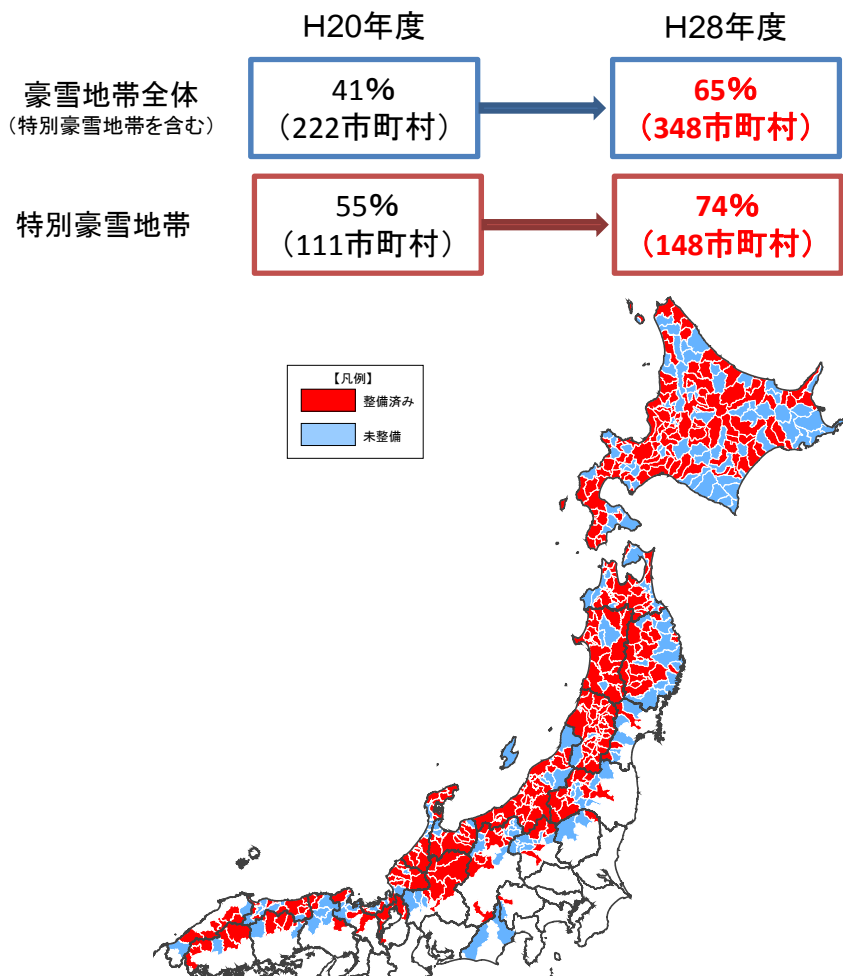 H20年度
H28年度
豪雪地帯全体
（特別豪雪地帯を含む）
41%
（222市町村）
65%
（348市町村）
特別豪雪地帯
55%
（111市町村）
74%
（148市町村）
【凡例】
整備済み
未整備